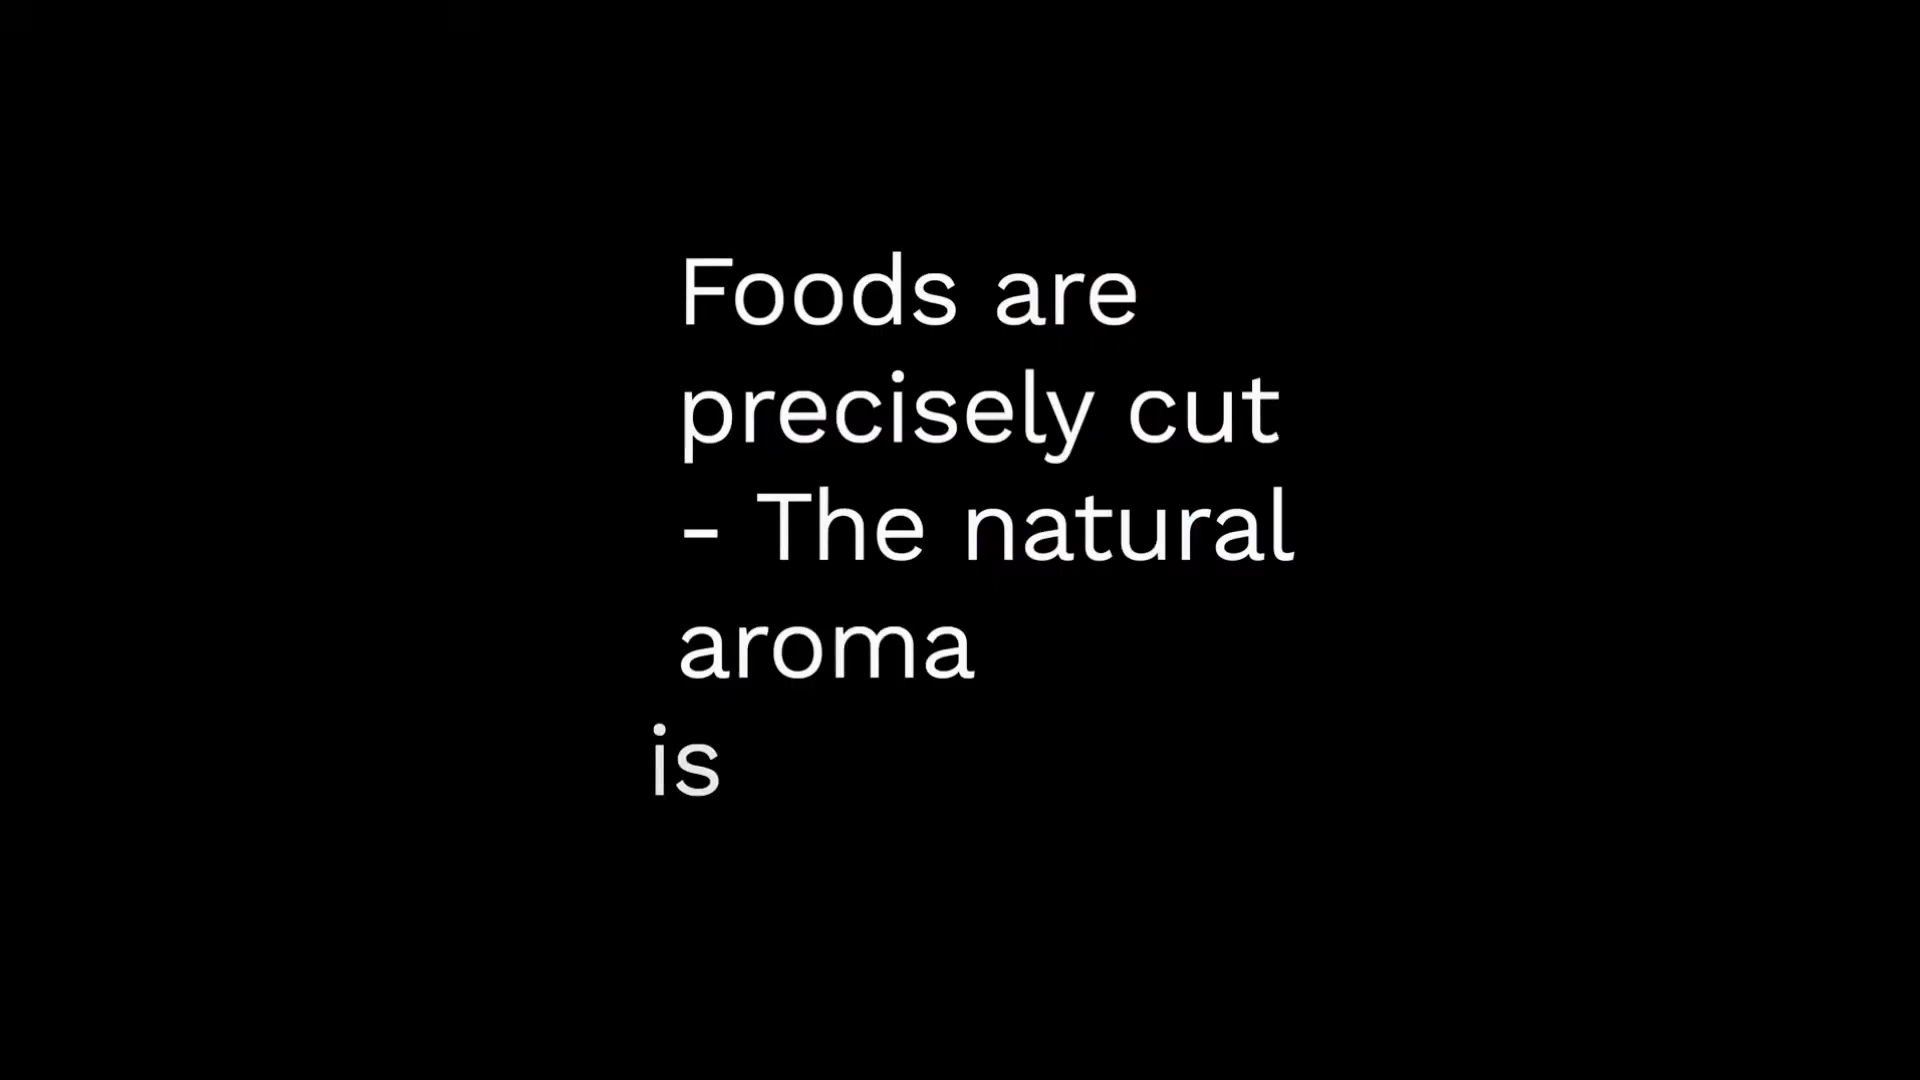 Foods are
precisely cut
- The natural
aroma
is